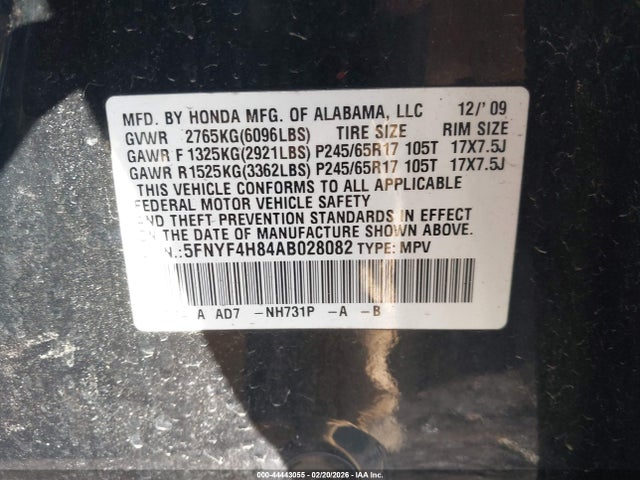 MFD. BY HONDA MFG. OF ALABAMA, LLC 12/'09
GVWR 2765KG(6096LBS) TIRE SIZE RIM SIZE
GAWR F 1325KG(2921LBS) P245/65R17 105T 17X7.5J
GAWR R 1525KG(3362LBS) P245/65R17 105T 17X7.5J
THIS VEHICLE CONFORMS TO ALL APPLICABLE
FEDERAL MOTOR VEHICLE SAFETY
AND THEFT PREVENTION STANDARDS IN EFFECT
ON THE DATE OF MANUFACTURE SHOWN ABOVE.
.N.:5FNYF4H84AB028082 TYPE: MPV
A AD7 -NH731P -A -B
000-44443055 - 02/20/2026 - IAA Inc.